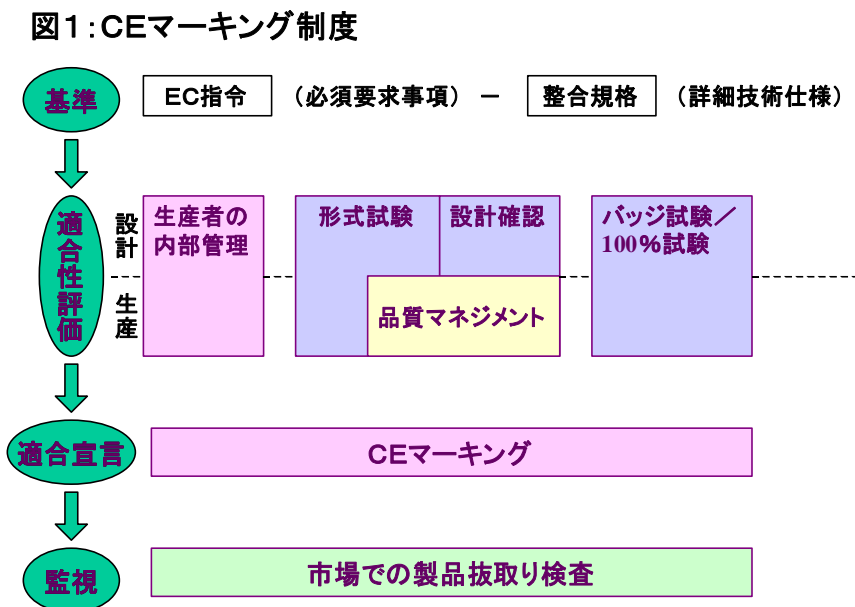 図1:CEマーキング制度
基準
EC指令 (必須要求事項) － 整合規格 (詳細技術仕様)
適合性評価
設計
生産
生産者の
内部管理
形式試験
設計確認
品質マネジメント
バッジ試験／
100％試験
適合宣言
CEマーキング
監視
市場での製品抜取り検査